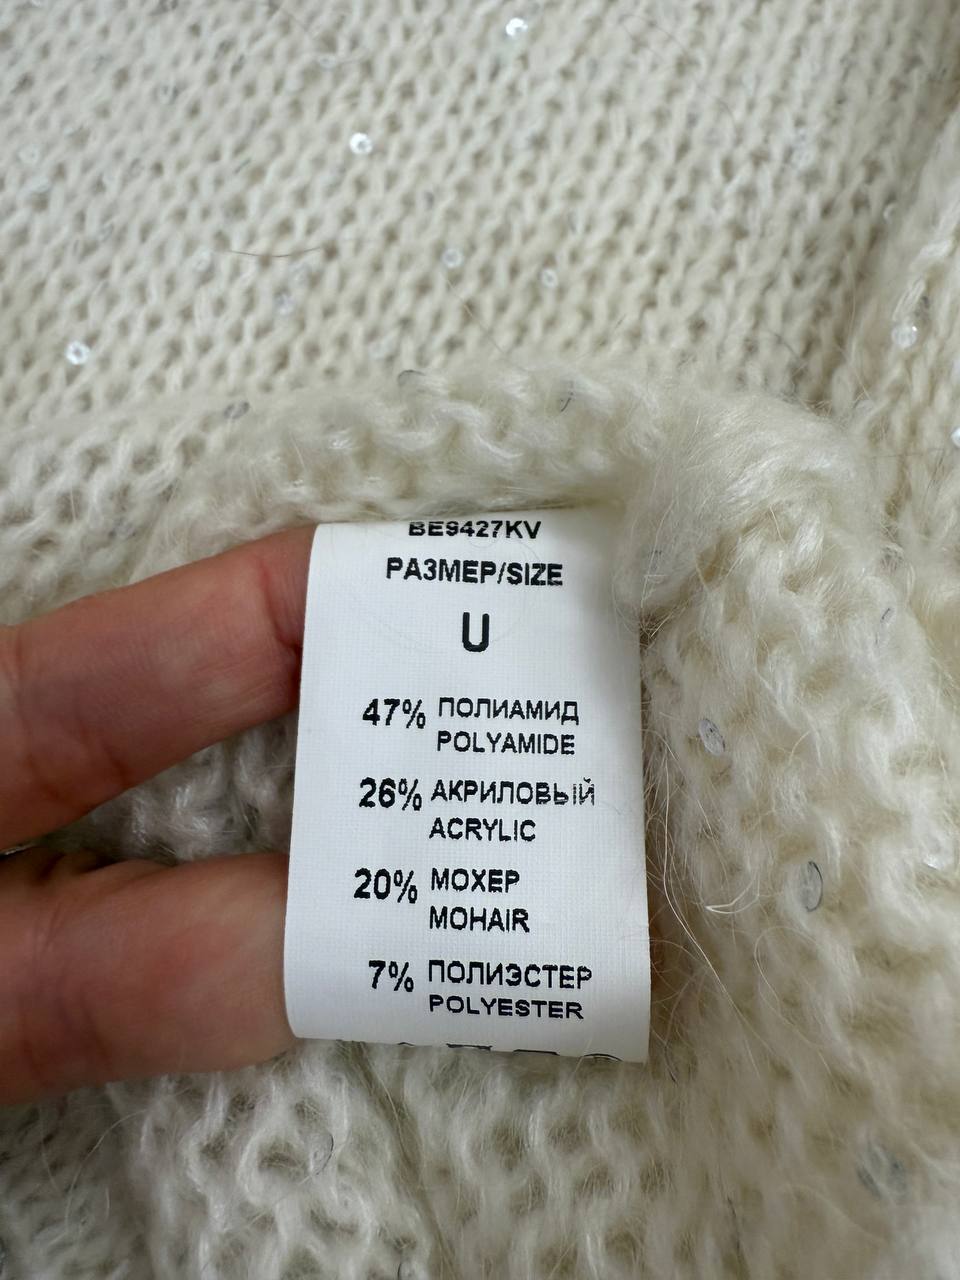 BE9427KV
РАЗМЕР/SIZE
U
47% ПОЛИАМИД
POLYAMIDE
26% АКРИЛОВЫЙ
ACRYLIC
20% МОХЕР
MOHAIR
7% ПОЛИЭСТЕР
POLYESTER